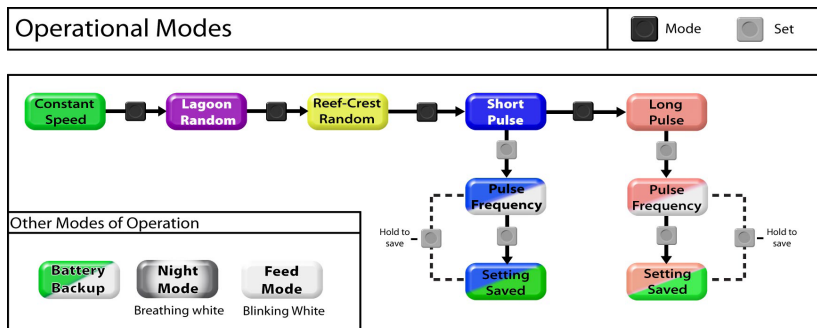 Operational Modes
Mode
Set
Constant
Speed
Lagoon
Random
Reef-Crest
Random
Short
Pulse
Long
Pulse
Pulse
Frequency
Pulse
Frequency
Hold to
save
Hold to
save
Setting
Saved
Setting
Saved
Other Modes of Operation
Battery
Backup
Night
Mode
Feed
Mode
Breathing white
Blinking White